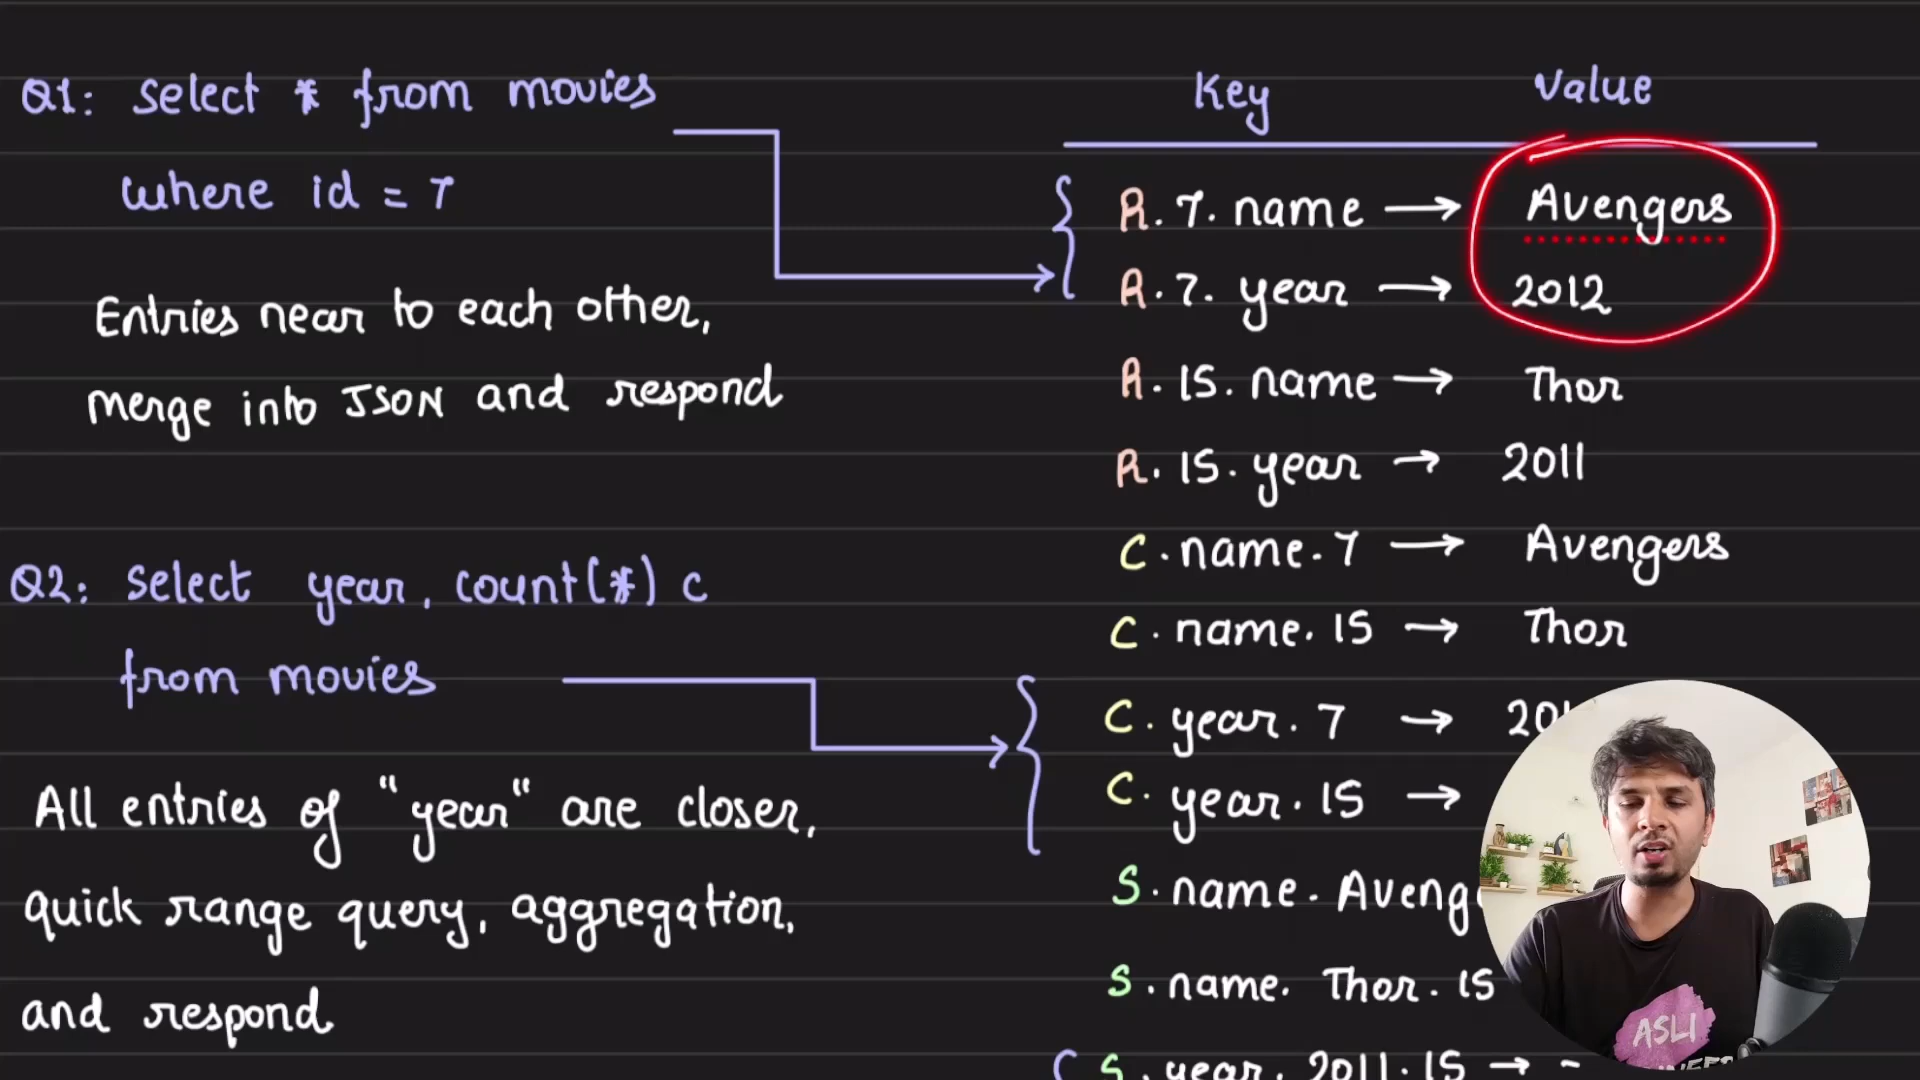 Q1: Select * from movies
where id = 7
Entries near to each other,
merge into JSON and respond
Q2: Select year, count(*) c
from movies
All entries of "year" are closer,
quick range query, aggregation,
and respond
Key Value
R. 7. name → Avengers
R. 7. year → 2012
R. 15. name → Thor
R. 15. year → 2011
C. name. 7 → Avengers
C. name. 15 → Thor
C. year. 7 →
C. year. 15 →
S. name.
S. name. Thor. 15
S. year. 2011. 15 → -
ASLI